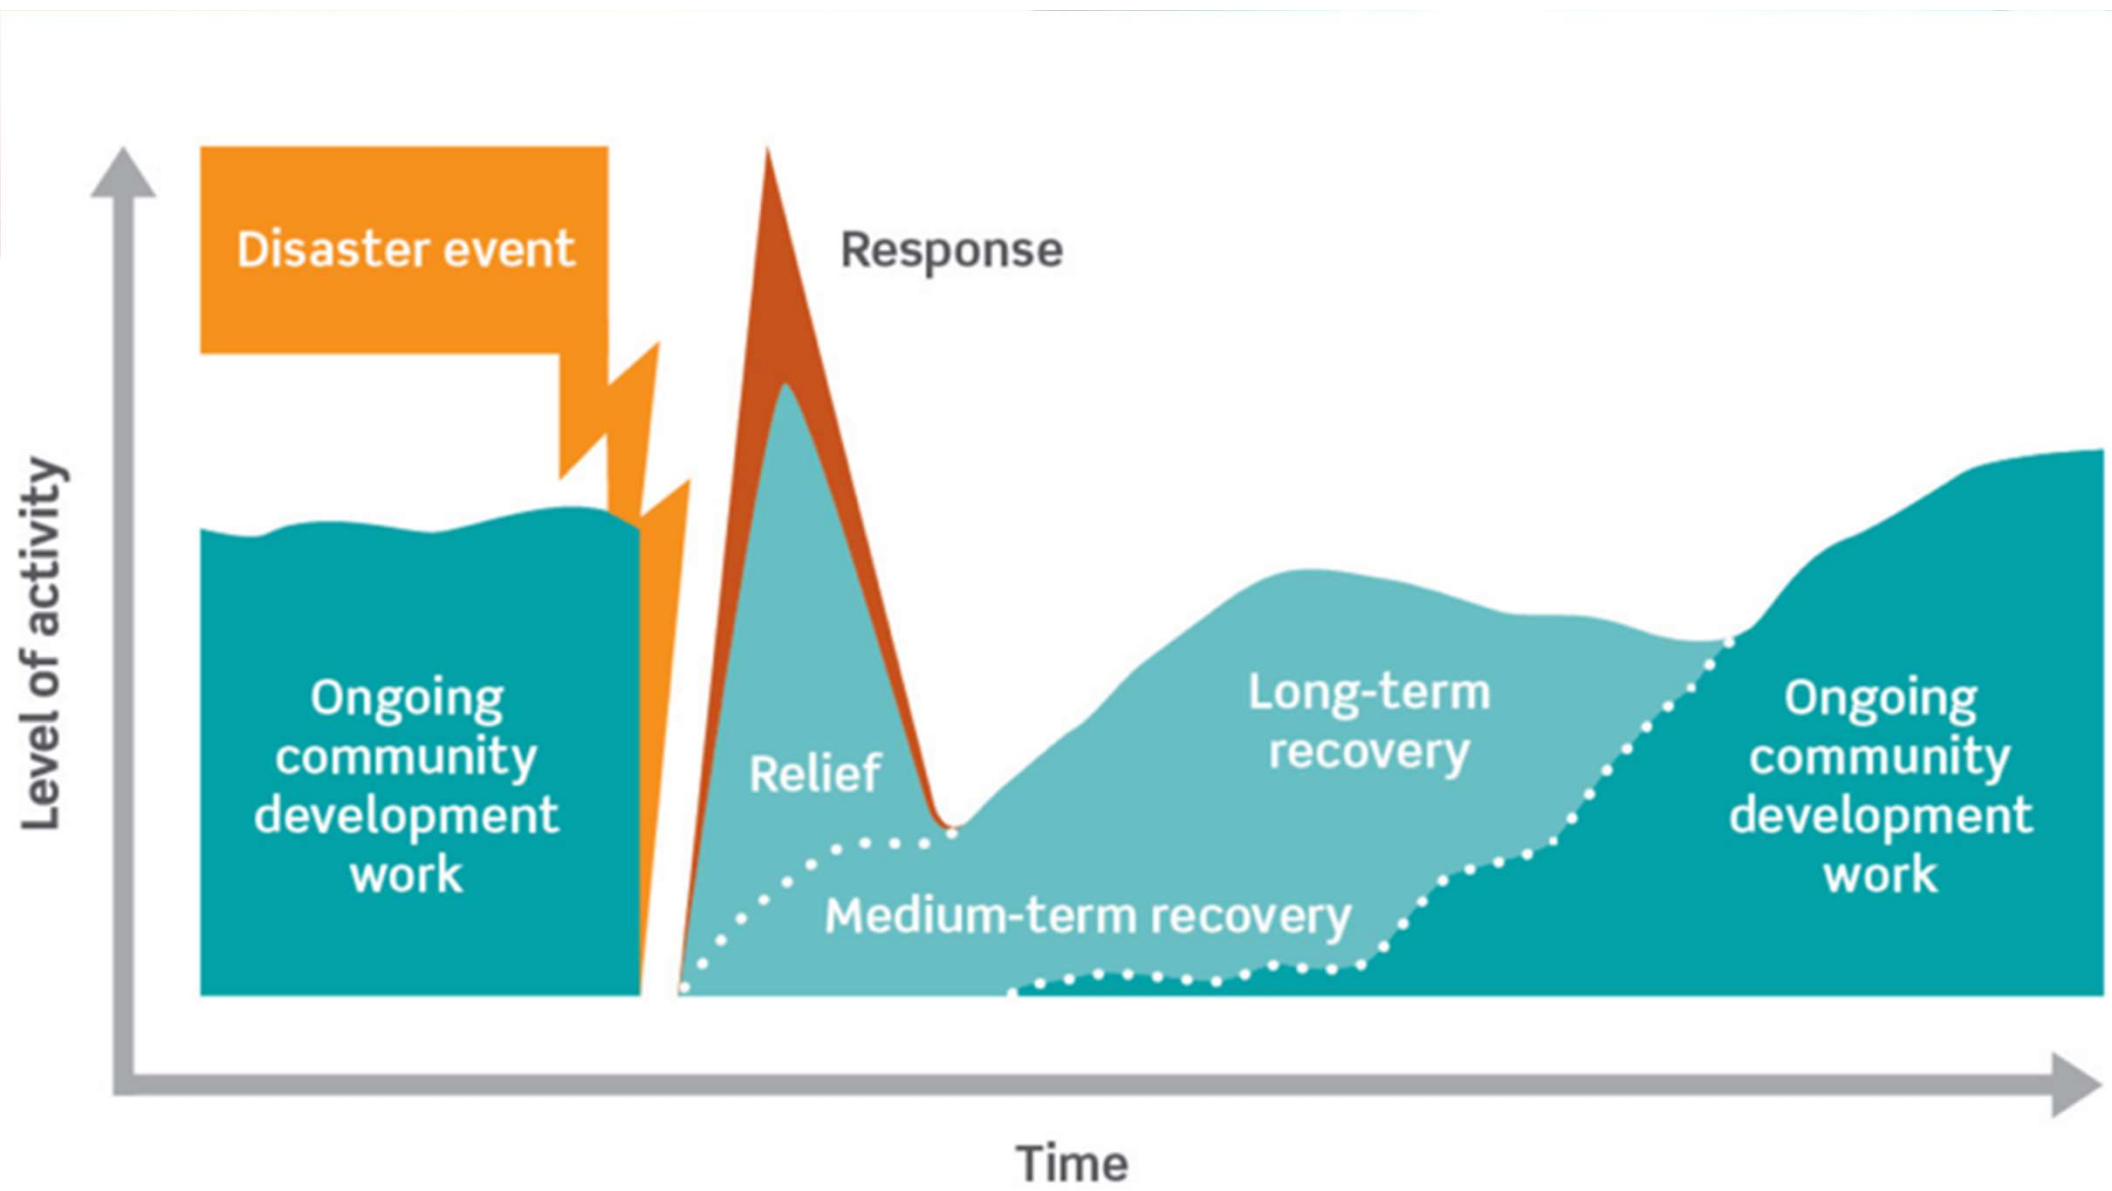 Disaster event
Response
Level of activity
Ongoing
community
development
work
Relief
Medium-term recovery
Long-term
recovery
Ongoing
community
development
work
Time